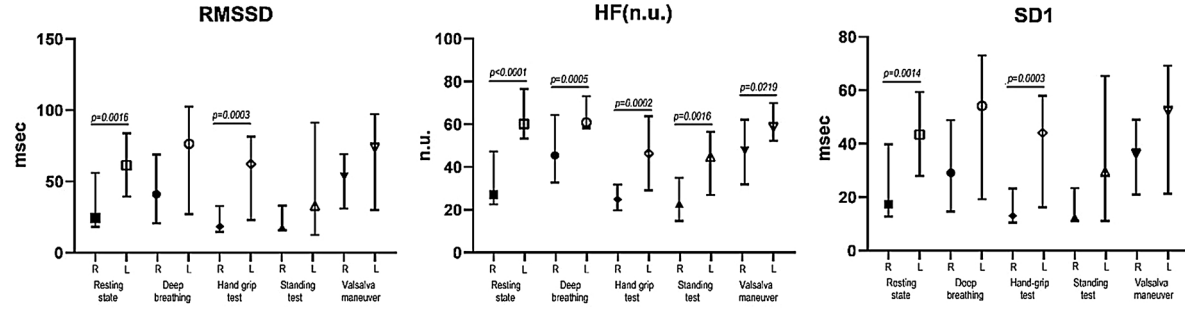 RMSSD
150
100
50
0
msec
p=0.0016
p=0.0003
R L R L R L R L R L
Resting state
Deep breathing
Hand grip test
Standing test
Valsalva maneuver
HF(n.u.)
100
80
60
40
20
0
n.u.
p<0.0001
p=0.0005
p=0.0002
p=0.0016
p=0.0219
R L R L R L R L R L
Resting state
Deep breathing
Hand grip test
Standing test
Valsalva maneuver
SD1
80
60
40
20
0
msec
p=0.0014
p=0.0003
R L R L R L R L R L
Resting state
Deep breathing
Hand-grip test
Standing test
Valsalva maneuver